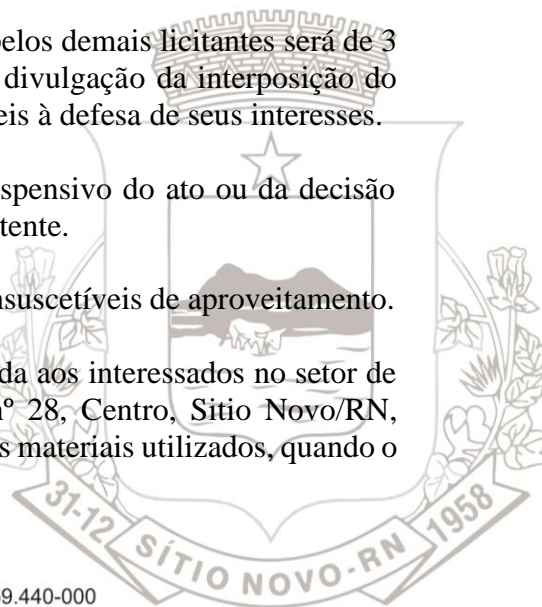 pelos demais licitantes será de 3
divulgação da interposição do
eis à defesa de seus interesses.
spensivo do ato ou da decisão
tente.
nsuscetíveis de aproveitamento.
da aos interessados no setor de
nº 28, Centro, Sitio Novo/RN,
s materiais utilizados, quando o
31-12 SÍTIO NOVO-RN 1958
9.440-000